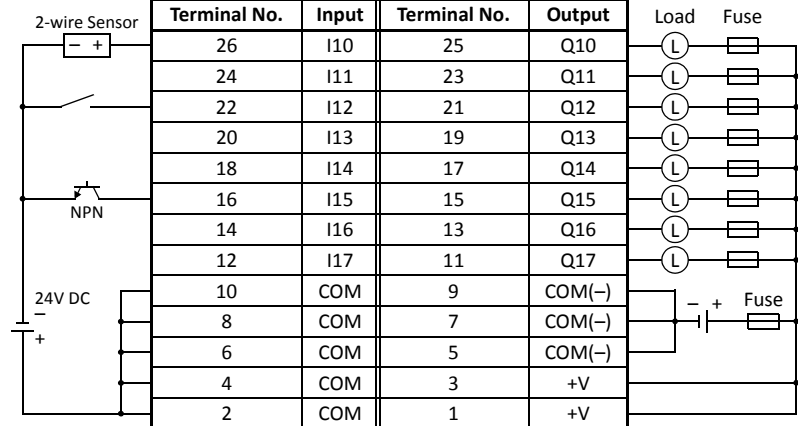 2-wire Sensor
– +
NPN
24V DC
–
+
Terminal No. Input Terminal No. Output
26 I10 25 Q10
24 I11 23 Q11
22 I12 21 Q12
20 I13 19 Q13
18 I14 17 Q14
16 I15 15 Q15
14 I16 13 Q16
12 I17 11 Q17
10 COM 9 COM(–)
8 COM 7 COM(–)
6 COM 5 COM(–)
4 COM 3 +V
2 COM 1 +V
Load Fuse
L
L
L
L
L
L
L
L
– + Fuse